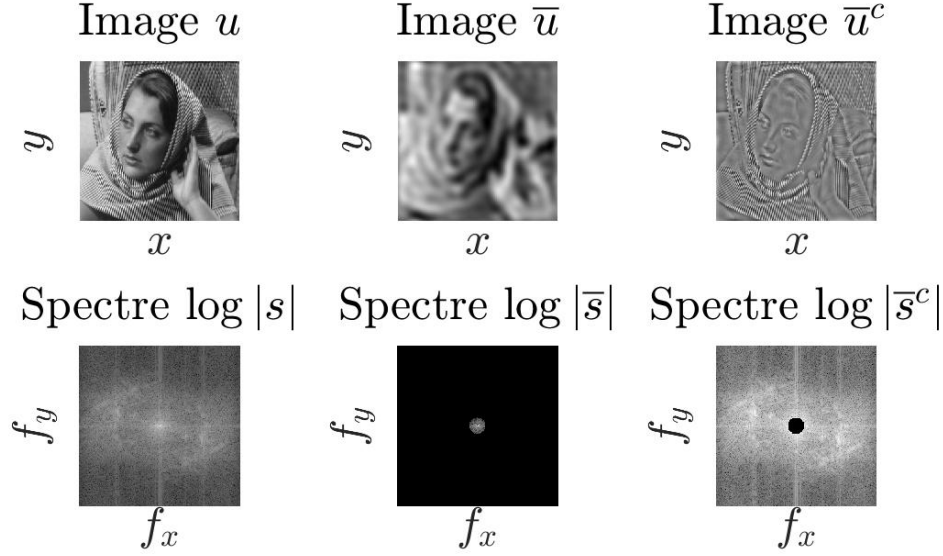 Image u
Image u̅
Image u̅ᶜ
y
y
y
x
x
x
Spectre log |s|
Spectre log |s̅|
Spectre log |s̅ᶜ|
f_y
f_y
f_y
f_x
f_x
f_x